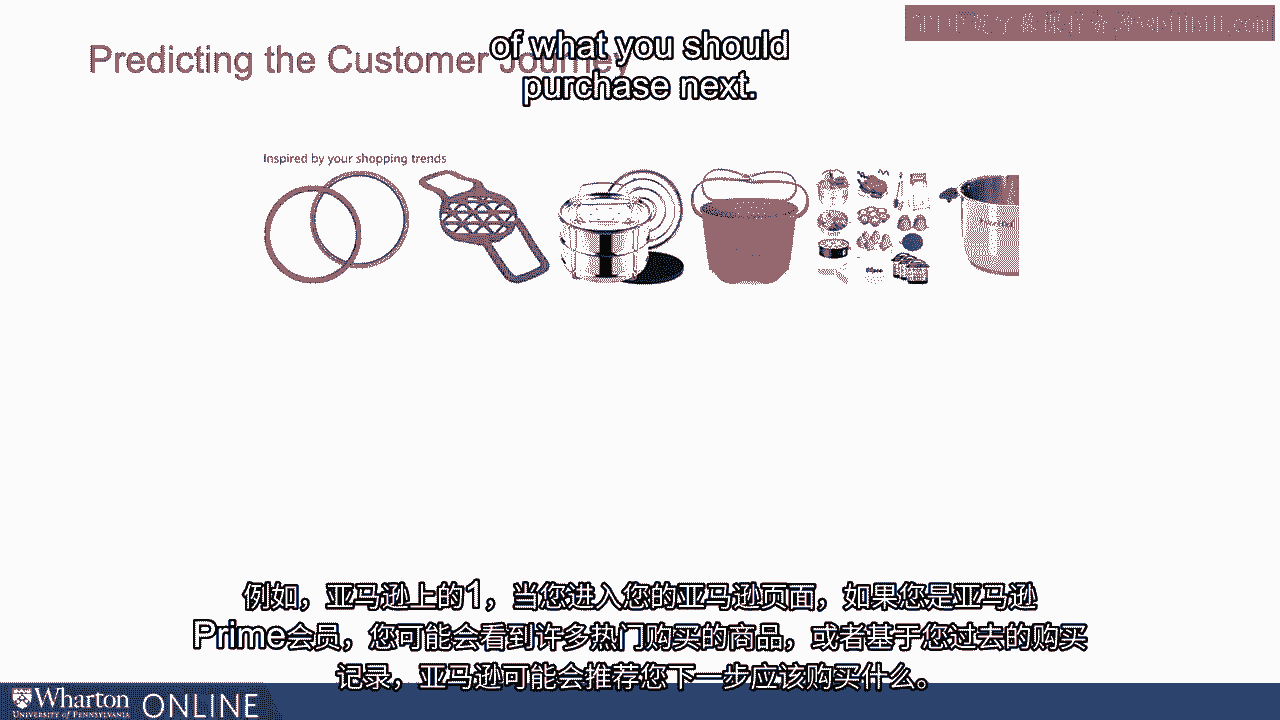 of what you should
Predicting the Customer Journey
purchase next.
Inspired by your shopping trends
例如，亚马逊上的1，当您进入您的亚马逊页面，如果您是亚马逊
Prime会员，您可能会看到许多热门购买的商品，或者基于您过去的购买
记录，亚马逊可能会推荐您下一步应该购买什么。
Wharton ONLINE
UNIVERSITY of PENNSYLVANIA